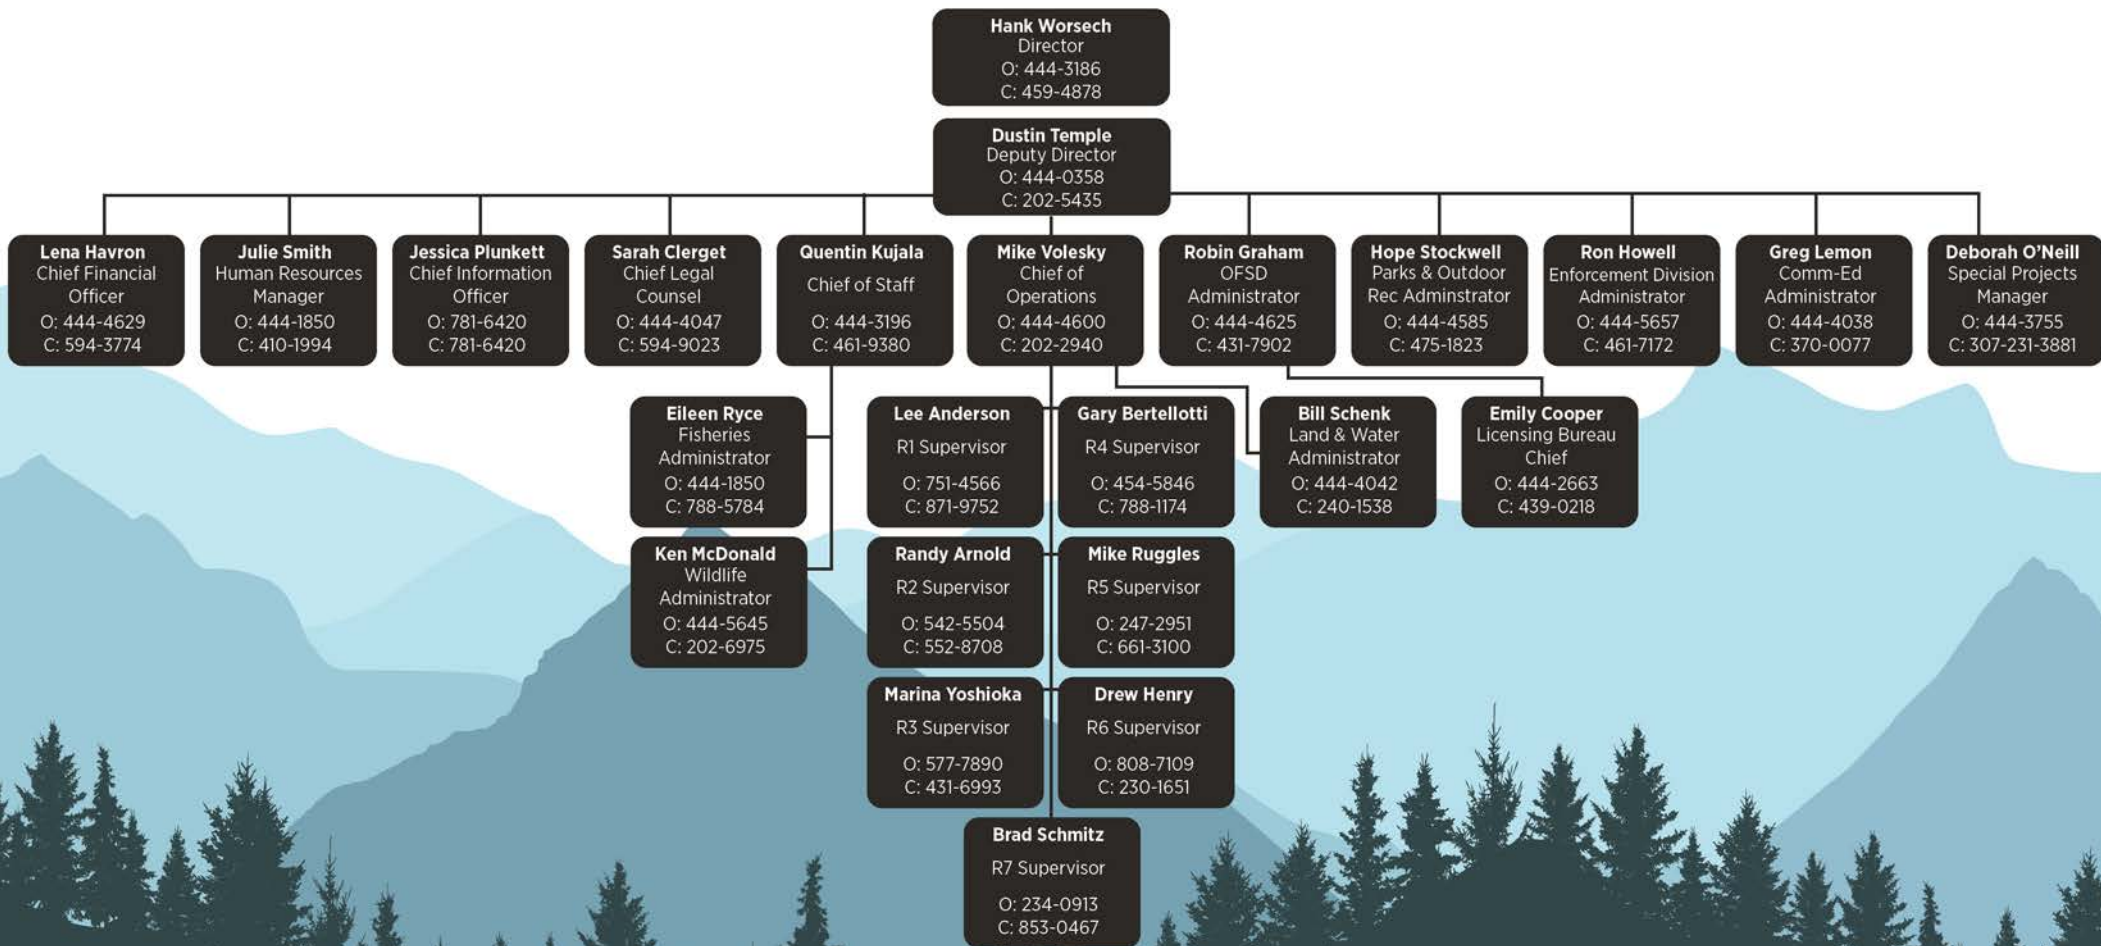 Hank Worsech
Director
O: 444-3186
C: 459-4878
Dustin Temple
Deputy Director
O: 444-0358
C: 202-5435
Lena Havron
Chief Financial
Officer
O: 444-4629
C: 594-3774
Julie Smith
Human Resources
Manager
O: 444-1850
C: 410-1994
Jessica Plunkett
Chief Information
Officer
O: 781-6420
C: 781-6420
Sarah Clerget
Chief Legal
Counsel
O: 444-4047
C: 594-9023
Quentin Kujala
Chief of Staff
O: 444-3196
C: 461-9380
Mike Volesky
Chief of
Operations
O: 444-4600
C: 202-2940
Robin Graham
OFSD
Administrator
O: 444-4625
C: 431-7902
Hope Stockwell
Parks & Outdoor
Rec Adminstrator
O: 444-4585
C: 475-1823
Ron Howell
Enforcement Division
Administrator
O: 444-5657
C: 461-7172
Greg Lemon
Comm-Ed
Administrator
O: 444-4038
C: 370-0077
Deborah O’Neill
Special Projects
Manager
O: 444-3755
C: 307-231-3881
Eileen Ryce
Fisheries
Administrator
O: 444-1850
C: 788-5784
Lee Anderson
R1 Supervisor
O: 751-4566
C: 871-9752
Gary Bertellotti
R4 Supervisor
O: 454-5846
C: 788-1174
Bill Schenk
Land & Water
Administrator
O: 444-4042
C: 240-1538
Emily Cooper
Licensing Bureau
Chief
O: 444-2663
C: 439-0218
Ken McDonald
Wildlife
Administrator
O: 444-5645
C: 202-6975
Randy Arnold
R2 Supervisor
O: 542-5504
C: 552-8708
Mike Ruggles
R5 Supervisor
O: 247-2951
C: 661-3100
Marina Yoshioka
R3 Supervisor
O: 577-7890
C: 431-6993
Drew Henry
R6 Supervisor
O: 808-7109
C: 230-1651
Brad Schmitz
R7 Supervisor
O: 234-0913
C: 853-0467